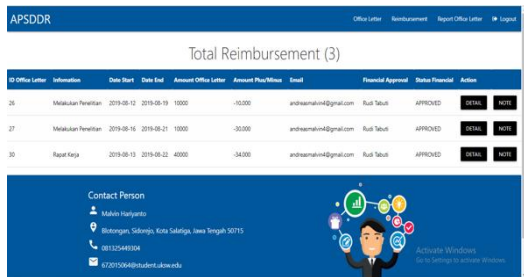 APSDDR Office Letter Reimbursement Report Office Letter Logout
Total Reimbursement (3)
ID Office Letter Infomation Date Start Date End Amount Office Letter Amount Plus/Minus Email Financial Approval Status Financial Action
26 Melakukan Penelitian 2019-08-12 2019-08-19 10000 -10.000 andreasmalvin4@gmail.com Rudi Tabuti APPROVED DETAIL NOTE
27 Melakukan Penelitian 2019-08-16 2019-08-21 10000 -30.000 andreasmalvin4@gmail.com Rudi Tabuti APPROVED DETAIL NOTE
30 Rapat Kerja 2019-08-13 2019-08-22 40000 -34.000 andreasmalvin4@gmail.com Rudi Tabuti APPROVED DETAIL NOTE
Contact Person
Malvin Hariyanto
Blotongan, Sidorejo, Kota Salatiga, Jawa Tengah 50715
081325449304
672015064@student.uksw.edu
Activate Windows
Go to Settings to activate Windows.